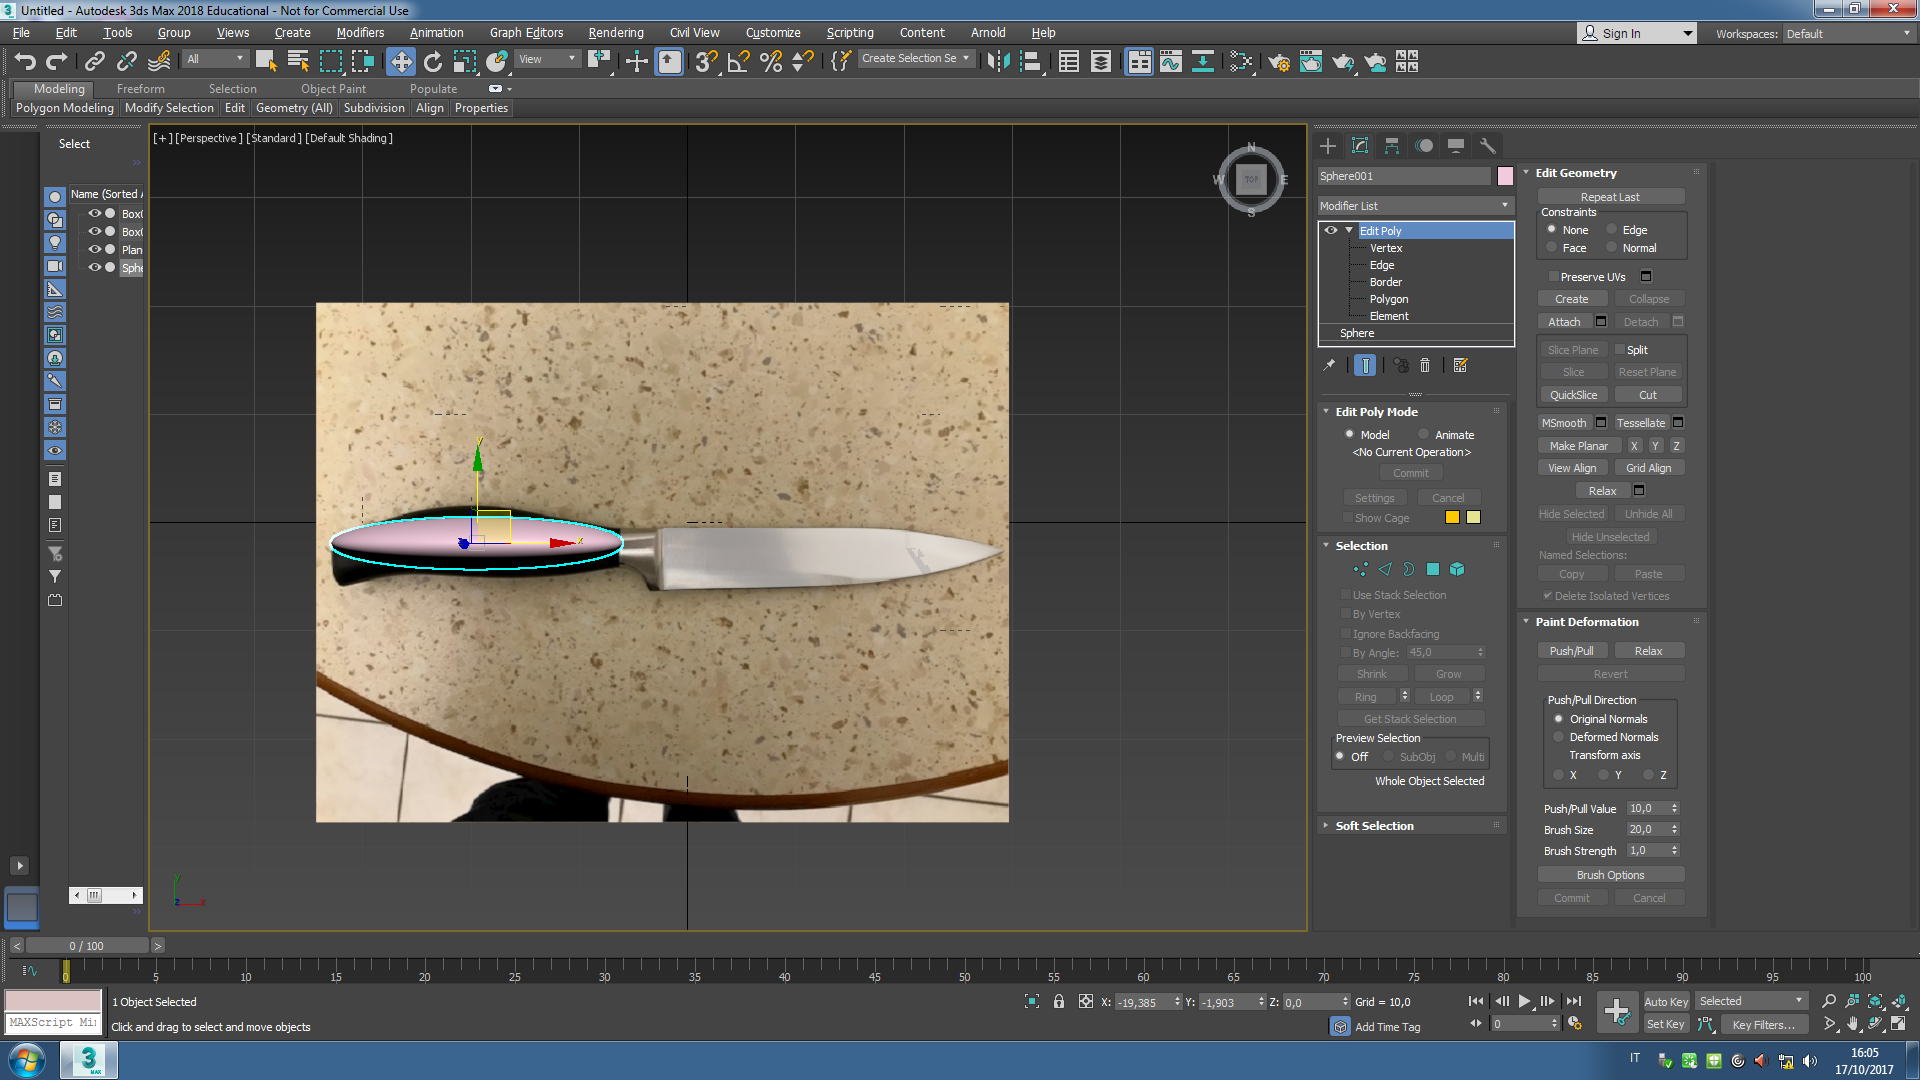 Untitled - Autodesk 3ds Max 2018 Educational - Not for Commercial Use
File Edit Tools Group Views Create Modifiers Animation Graph Editors Rendering Civil View Customize Scripting Content Arnold Help
Sign In
Workspaces: Default
All
View
Create Selection Se
Modeling Freeform Selection Object Paint Populate
Polygon Modeling Modify Selection Edit Geometry (All) Subdivision Align Properties
Select
Name (Sorted A
Box0
Box0
Plan
Sphe
[+] [Perspective] [Standard] [Default Shading]
N
W TOP E
S
y
x
Sphere001
Modifier List
Edit Poly
Vertex
Edge
Border
Polygon
Element
Sphere
Edit Poly Mode
Model Animate
<No Current Operation>
Commit
Settings Cancel
Show Cage
Selection
Use Stack Selection
By Vertex
Ignore Backfacing
By Angle: 45,0
Shrink Grow
Ring Loop
Get Stack Selection
Preview Selection
Off SubObj Multi
Whole Object Selected
Soft Selection
Edit Geometry
Repeat Last
Constraints
None Edge
Face Normal
Preserve UVs
Create Collapse
Attach Detach
Slice Plane Split
Slice Reset Plane
QuickSlice Cut
MSmooth Tessellate
Make Planar X Y Z
View Align Grid Align
Relax
Hide Selected Unhide All
Hide Unselected
Named Selections:
Copy Paste
Delete Isolated Vertices
Paint Deformation
Push/Pull Relax
Revert
Push/Pull Direction
Original Normals
Deformed Normals
Transform axis
X Y Z
Push/Pull Value 10,0
Brush Size 20,0
Brush Strength 1,0
Brush Options
Commit Cancel
y
z x
< 0 / 100 >
0 5 10 15 20 25 30 35 40 45 50 55 60 65 70 75 80 85 90 95 100
1 Object Selected
X: -19,385 Y: -1,903 Z: 0,0 Grid = 10,0
Auto Key Selected
MAXScript Mi
Click and drag to select and move objects
Add Time Tag
0
Set Key Key Filters...
3
MAX
IT
16:05
17/10/2017